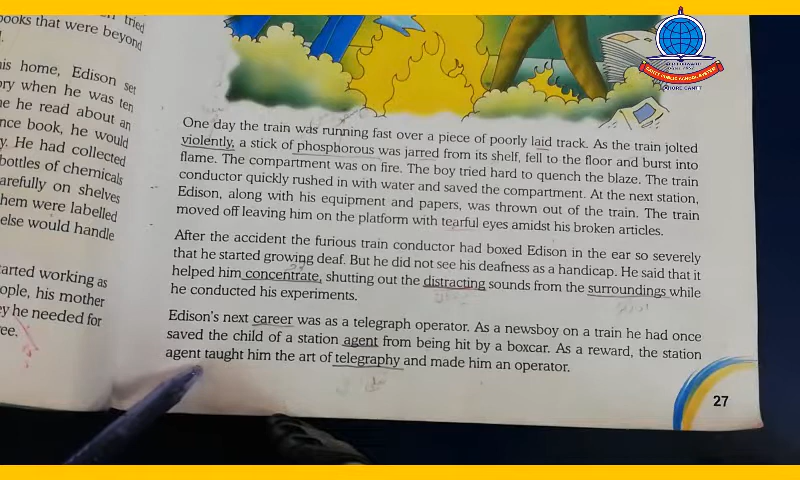 tried
books that were beyond
his home, Edison set
ory when he was ten
he read about an
nce book, he would
y. He had collected
bottles of chemicals
arefully on shelves
hem were labelled
else would handle
tarted working as
ople, his mother
ey he needed for
ree.
One day the train was running fast over a piece of poorly laid track. As the train jolted
violently, a stick of phosphorous was jarred from its shelf, fell to the floor and burst into
flame. The compartment was on fire. The boy tried hard to quench the blaze. The train
conductor quickly rushed in with water and saved the compartment. At the next station,
Edison, along with his equipment and papers, was thrown out of the train. The train
moved off leaving him on the platform with tearful eyes amidst his broken articles.
After the accident the furious train conductor had boxed Edison in the ear so severely
that he started growing deaf. But he did not see his deafness as a handicap. He said that it
helped him concentrate, shutting out the distracting sounds from the surroundings while
he conducted his experiments.
Edison's next career was as a telegraph operator. As a newsboy on a train he had once
saved the child of a station agent from being hit by a boxcar. As a reward, the station
agent taught him the art of telegraphy and made him an operator.
27
LAHORE CANTT